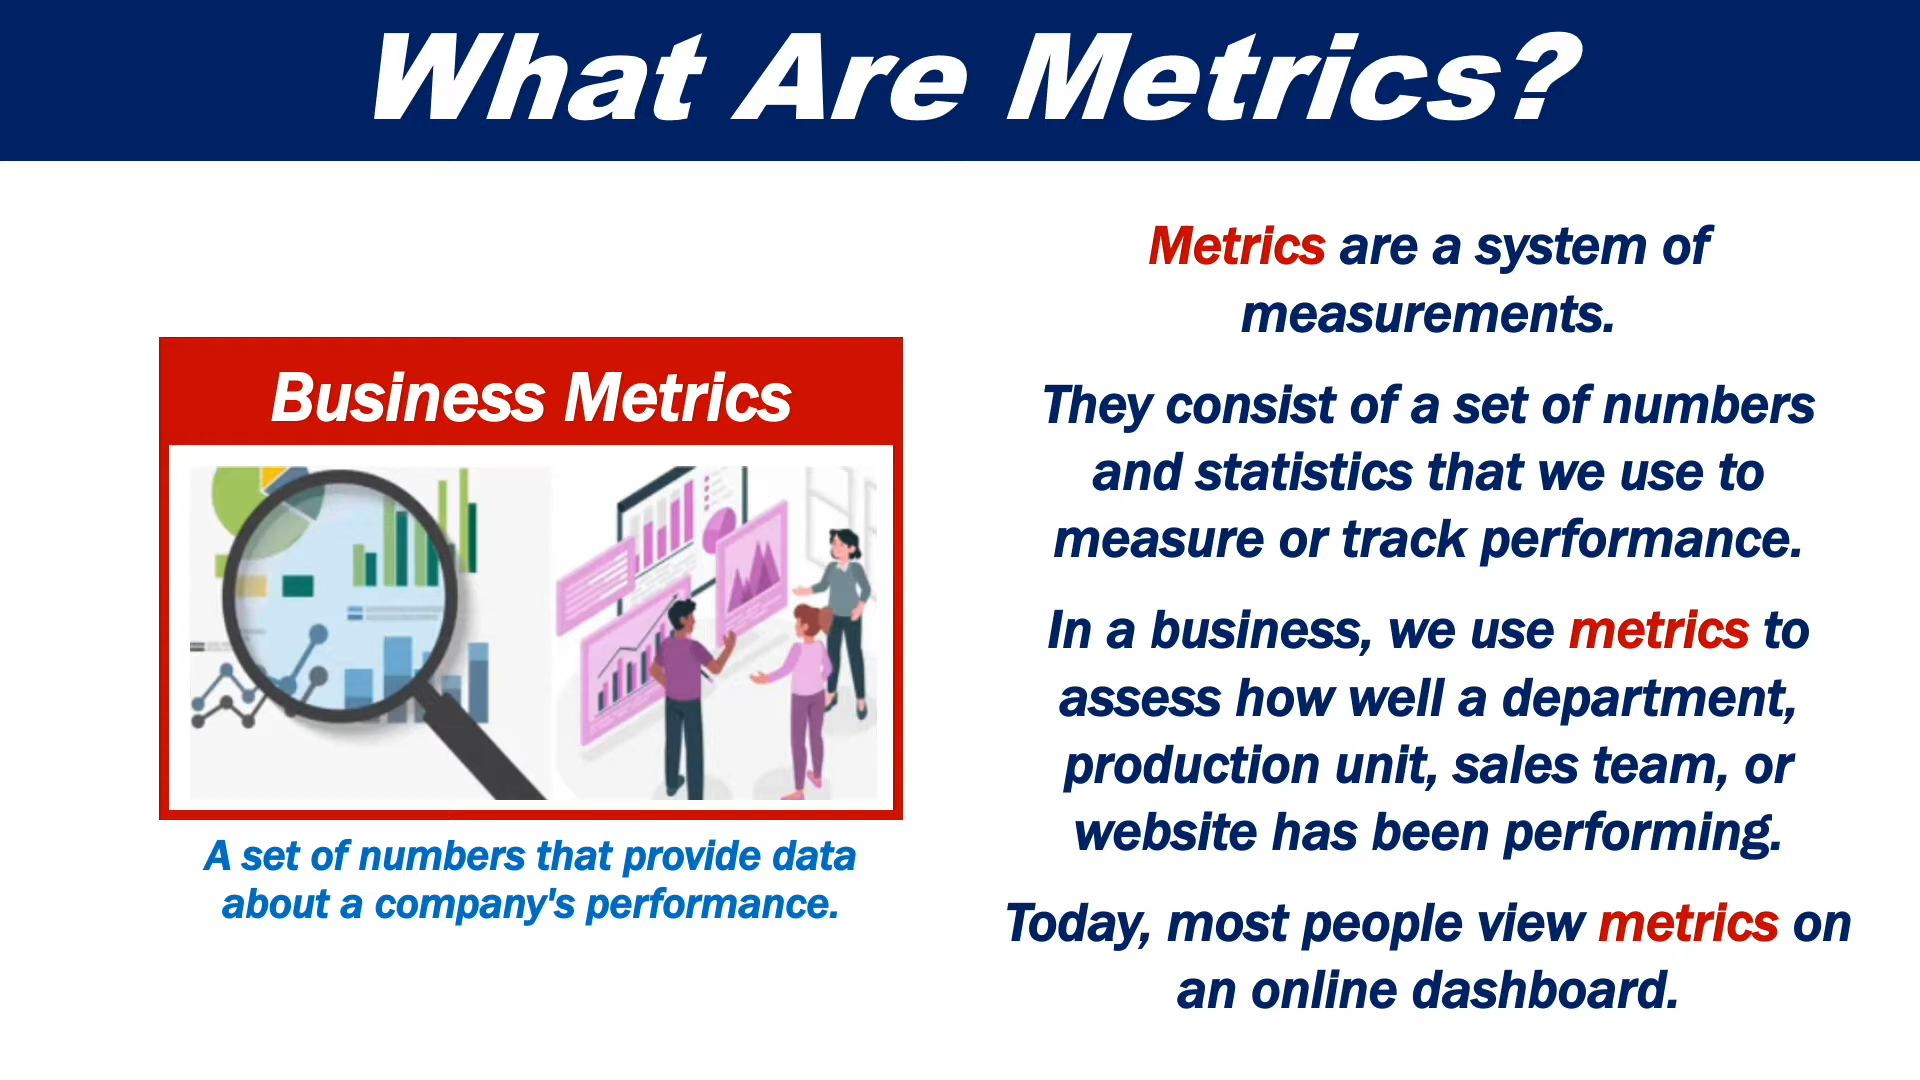 What Are Metrics?
Business Metrics
A set of numbers that provide data
about a company's performance.
Metrics are a system of
measurements.
They consist of a set of numbers
and statistics that we use to
measure or track performance.
In a business, we use metrics to
assess how well a department,
production unit, sales team, or
website has been performing.
Today, most people view metrics on
an online dashboard.